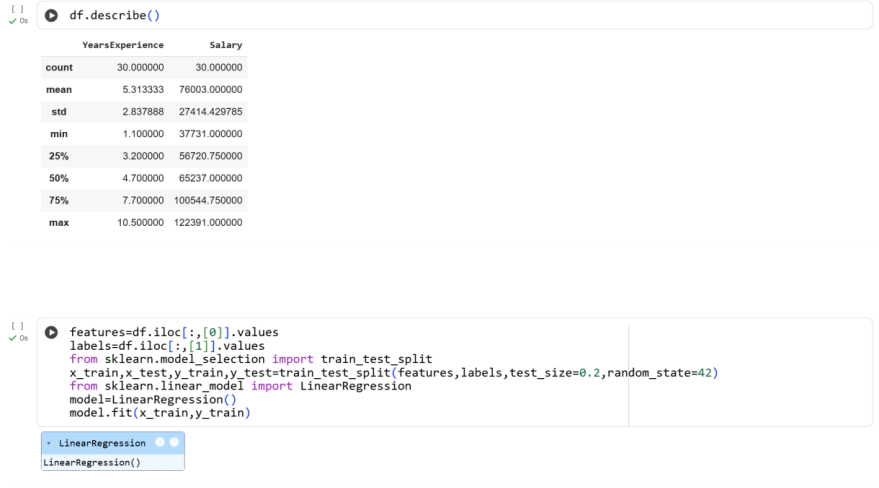 [ ]
✓ 0s
df.describe()
YearsExperience Salary
count 30.000000 30.000000
mean 5.313333 76003.000000
std 2.837888 27414.429785
min 1.100000 37731.000000
25% 3.200000 56720.750000
50% 4.700000 65237.000000
75% 7.700000 100544.750000
max 10.500000 122391.000000
[ ]
✓ 0s
features=df.iloc[:,[0]].values
labels=df.iloc[:,[1]].values
from sklearn.model_selection import train_test_split
x_train,x_test,y_train,y_test=train_test_split(features,labels,test_size=0.2,random_state=42)
from sklearn.linear_model import LinearRegression
model=LinearRegression()
model.fit(x_train,y_train)
LinearRegression
LinearRegression()